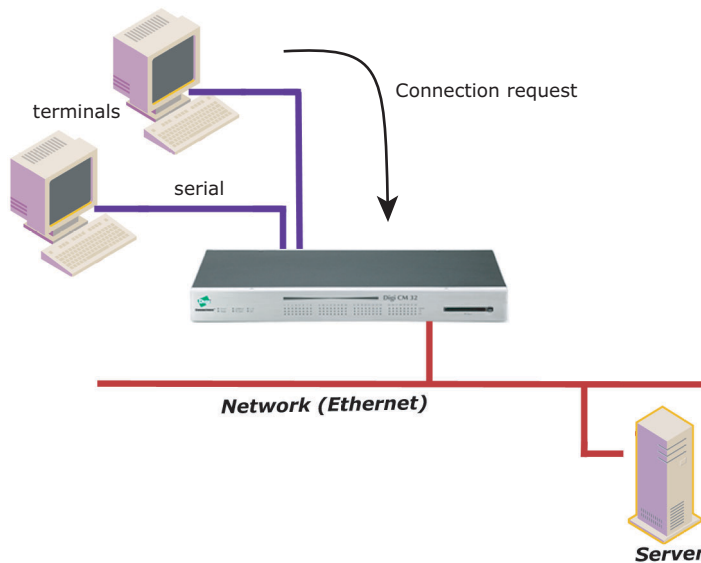 Connection request
terminals
serial
Digi CM 32
Network (Ethernet)
Server